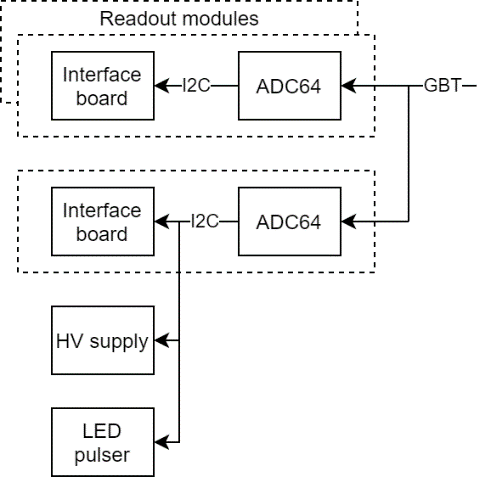 Readout modules
Interface
board
I2C
ADC64
GBT
Interface
board
I2C
ADC64
HV supply
LED
pulser